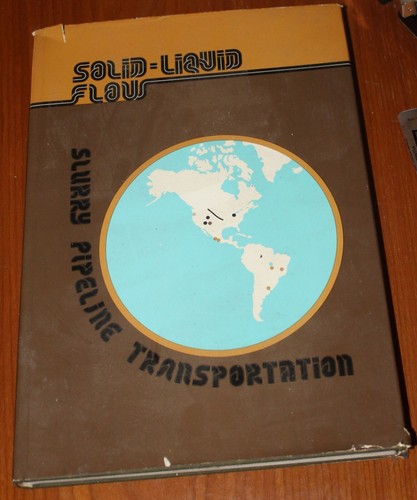 SOLID-LIQUID
FLOW
SLURRY PIPELINE TRANSPORTATION